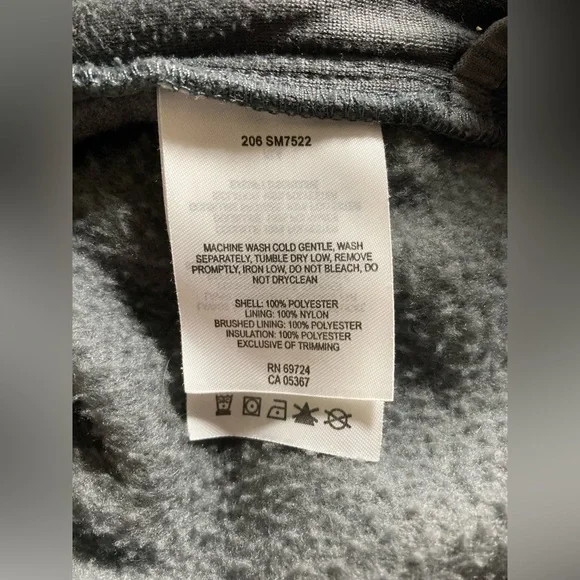 206 SM7522
MACHINE WASH COLD GENTLE, WASH
SEPARATELY, TUMBLE DRY LOW, REMOVE
PROMPTLY, IRON LOW, DO NOT BLEACH, DO
NOT DRYCLEAN
SHELL: 100% POLYESTER
LINING: 100% NYLON
BRUSHED LINING: 100% POLYESTER
INSULATION: 100% POLYESTER
EXCLUSIVE OF TRIMMING
RN 69724
CA 05367